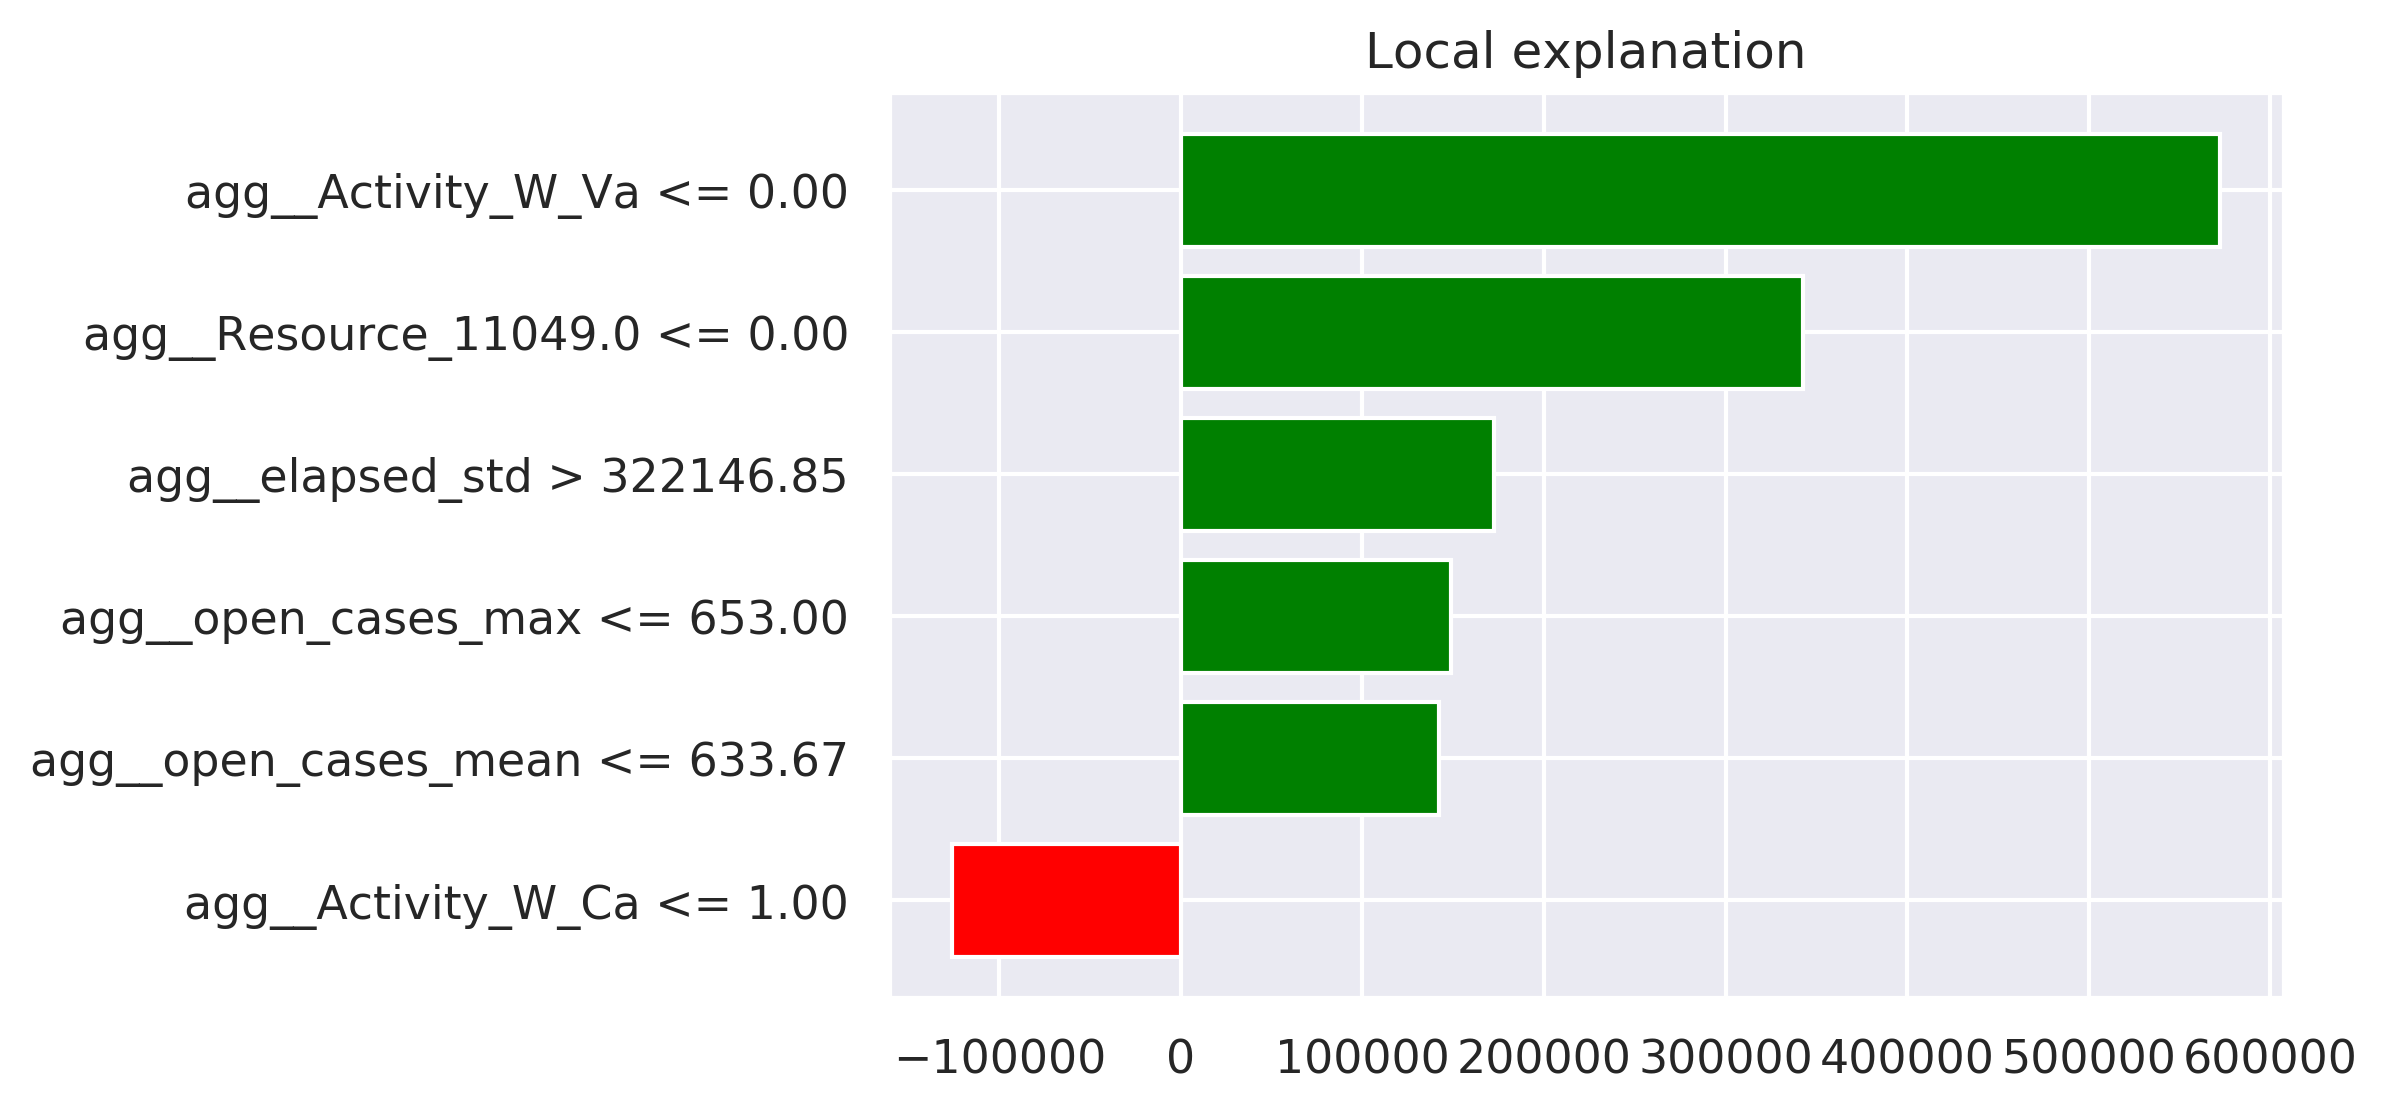 Local explanation
agg__Activity_W_Va <= 0.00
agg__Resource_11049.0 <= 0.00
agg__elapsed_std > 322146.85
agg__open_cases_max <= 653.00
agg__open_cases_mean <= 633.67
agg__Activity_W_Ca <= 1.00
−100000 0 100000 200000 300000 400000 500000 600000